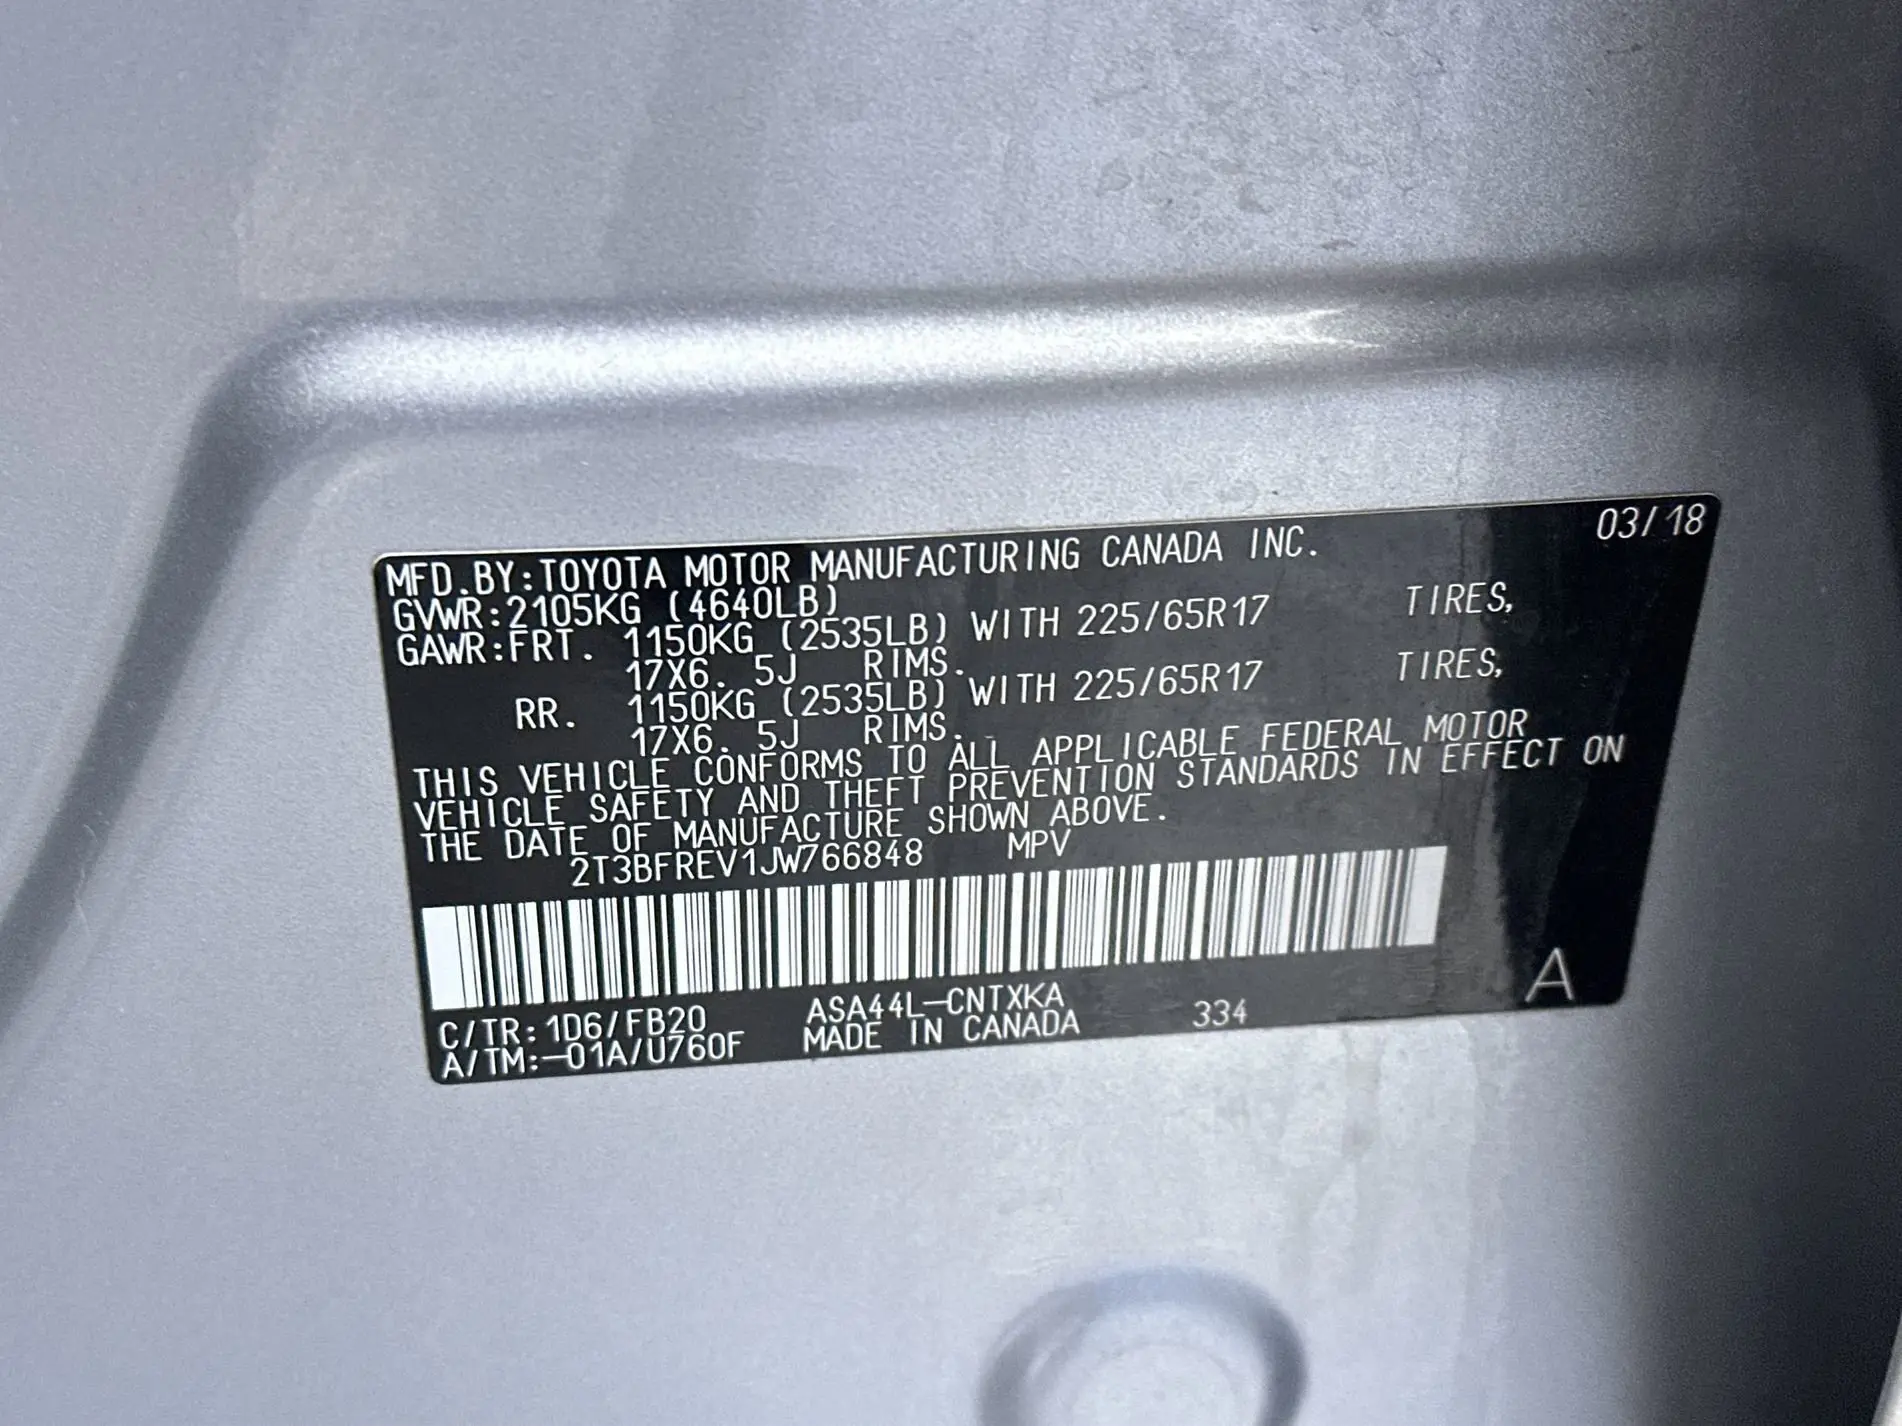 03/18
MFD.BY:TOYOTA MOTOR MANUFACTURING CANADA INC.
GVWR:2105KG (4640LB)
GAWR:FRT. 1150KG (2535LB) WITH 225/65R17 TIRES,
17X6. 5J RIMS.
RR. 1150KG (2535LB) WITH 225/65R17 TIRES,
17X6. 5J RIMS.
THIS VEHICLE CONFORMS TO ALL APPLICABLE FEDERAL MOTOR
VEHICLE SAFETY AND THEFT PREVENTION STANDARDS IN EFFECT ON
THE DATE OF MANUFACTURE SHOWN ABOVE.
2T3BFREV1JW766848 MPV
A
C/TR:1D6/FB20 ASA44L-CNTXKA 334
A/TM:-01A/U760F MADE IN CANADA